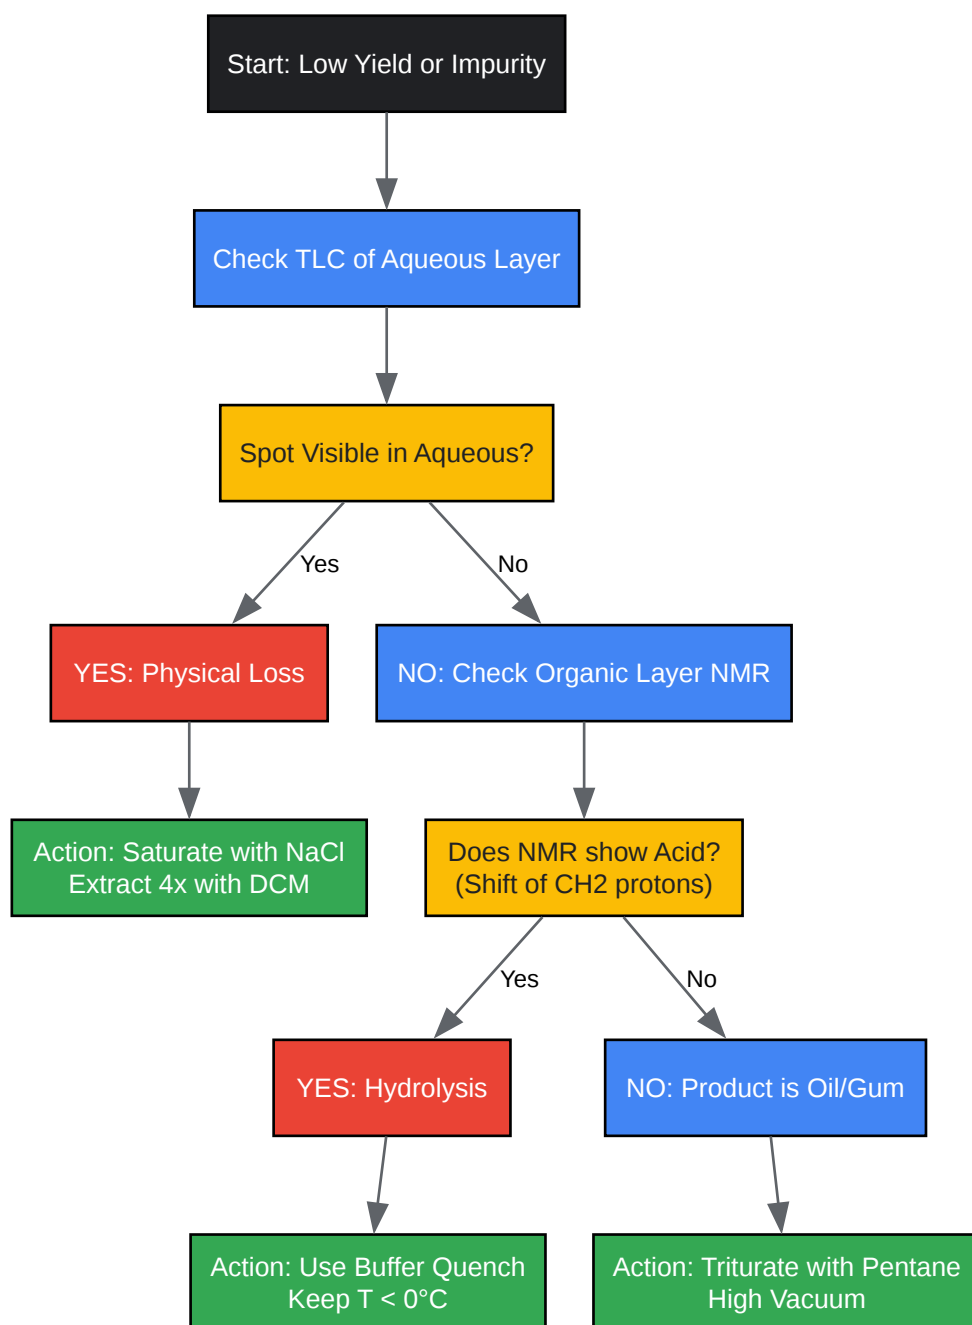 Start: Low Yield or Impurity
Check TLC of Aqueous Layer
Spot Visible in Aqueous?
Yes
No
YES: Physical Loss
NO: Check Organic Layer NMR
Action: Saturate with NaCl
Extract 4x with DCM
Does NMR show Acid?
(Shift of CH2 protons)
Yes
No
YES: Hydrolysis
NO: Product is Oil/Gum
Action: Use Buffer Quench
Keep T < 0°C
Action: Triturate with Pentane
High Vacuum